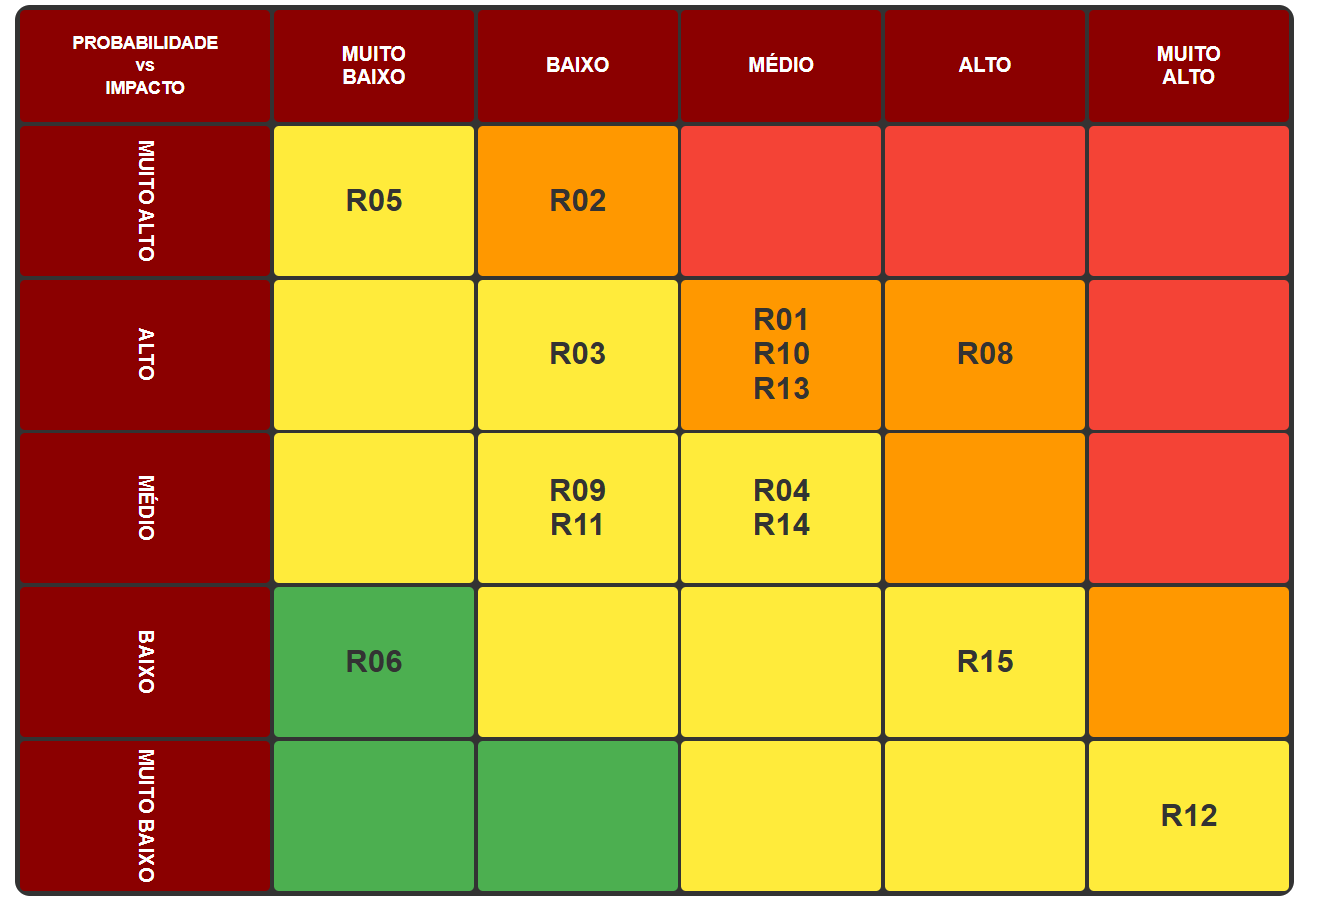 PROBABILIDADE
vs
IMPACTO
MUITO
BAIXO
BAIXO
MÉDIO
ALTO
MUITO
ALTO
MUITO ALTO
R05
R02
ALTO
R03
R01
R10
R13
R08
MÉDIO
R09
R11
R04
R14
BAIXO
R06
R15
MUITO BAIXO
R12